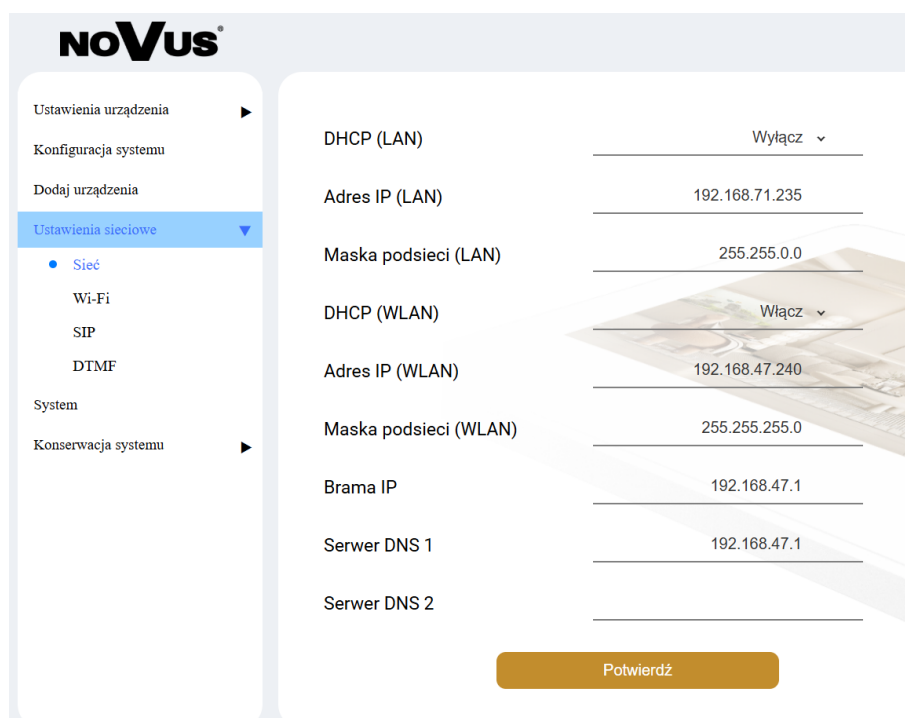 NOVUS®
Ustawienia urządzenia
Konfiguracja systemu
Dodaj urządzenia
Ustawienia sieciowe
Sieć
Wi-Fi
SIP
DTMF
System
Konserwacja systemu
DHCP (LAN) Wyłącz
Adres IP (LAN) 192.168.71.235
Maska podsieci (LAN) 255.255.0.0
DHCP (WLAN) Włącz
Adres IP (WLAN) 192.168.47.240
Maska podsieci (WLAN) 255.255.255.0
Brama IP 192.168.47.1
Serwer DNS 1 192.168.47.1
Serwer DNS 2
Potwierdź